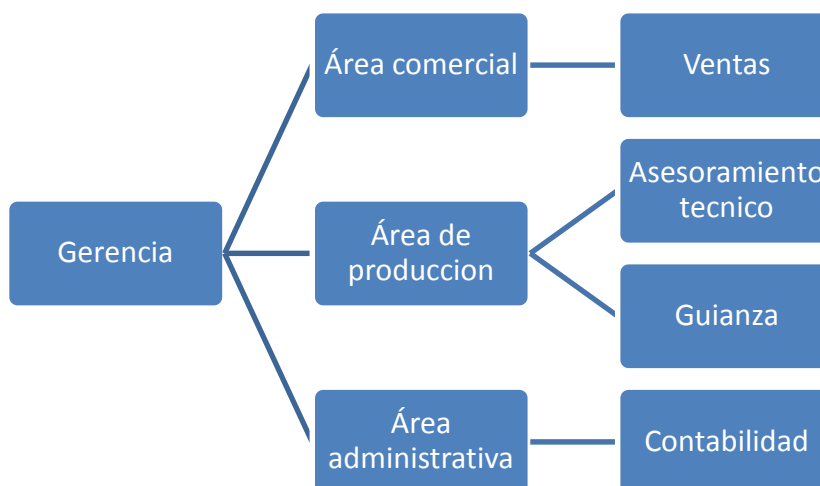 Gerencia
Área comercial
Ventas
Área de
produccion
Asesoramiento
tecnico
Guianza
Área
administrativa
Contabilidad